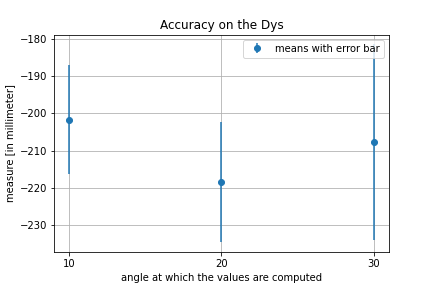 Accuracy on the Dys
means with error bar
−180
−190
−200
−210
−220
−230
measure [in millimeter]
10
20
30
angle at which the values are computed